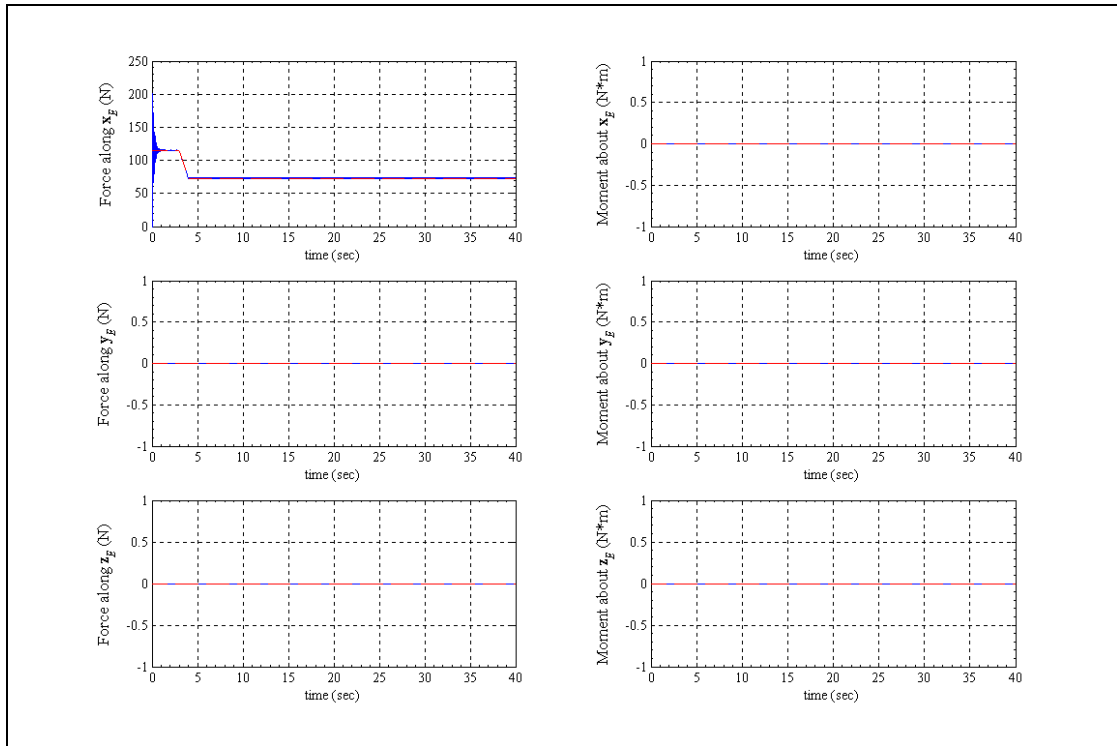 Force along x_E (N)
250
200
150
100
50
0
0 5 10 15 20 25 30 35 40
time (sec)
Moment about x_E (N*m)
1
0.5
0
-0.5
-1
0 5 10 15 20 25 30 35 40
time (sec)
Force along y_E (N)
1
0.5
0
-0.5
-1
0 5 10 15 20 25 30 35 40
time (sec)
Moment about y_E (N*m)
1
0.5
0
-0.5
-1
0 5 10 15 20 25 30 35 40
time (sec)
Force along z_E (N)
1
0.5
0
-0.5
-1
0 5 10 15 20 25 30 35 40
time (sec)
Moment about z_E (N*m)
1
0.5
0
-0.5
-1
0 5 10 15 20 25 30 35 40
time (sec)